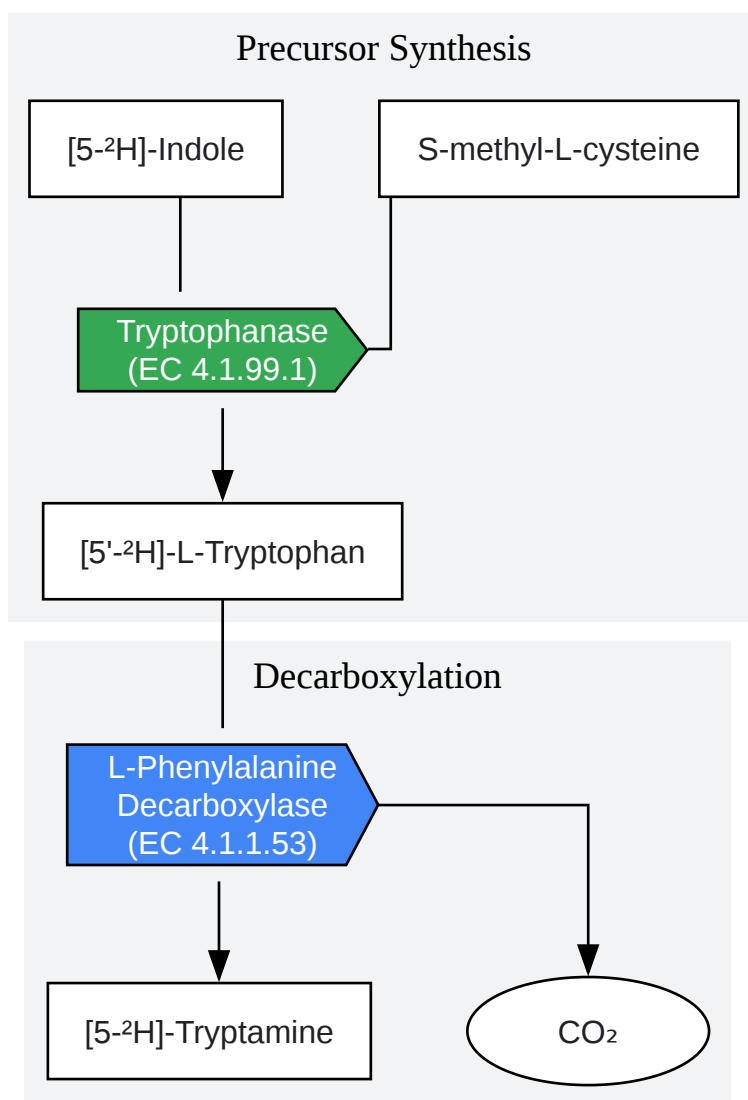 Precursor Synthesis
[5-²H]-Indole
S-methyl-L-cysteine
Tryptophanase
(EC 4.1.99.1)
[5'-²H]-L-Tryptophan
Decarboxylation
L-Phenylalanine
Decarboxylase
(EC 4.1.1.53)
[5-²H]-Tryptamine
CO₂